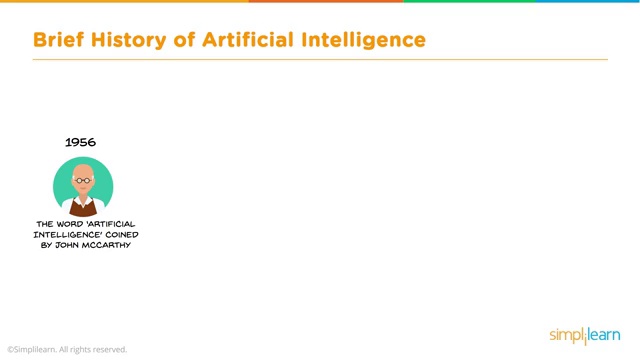 Brief History of Artificial Intelligence
1956
THE WORD 'ARTIFICIAL
INTELLIGENCE' COINED
BY JOHN MCCARTHY
simplilearn
©Simplilearn. All rights reserved.